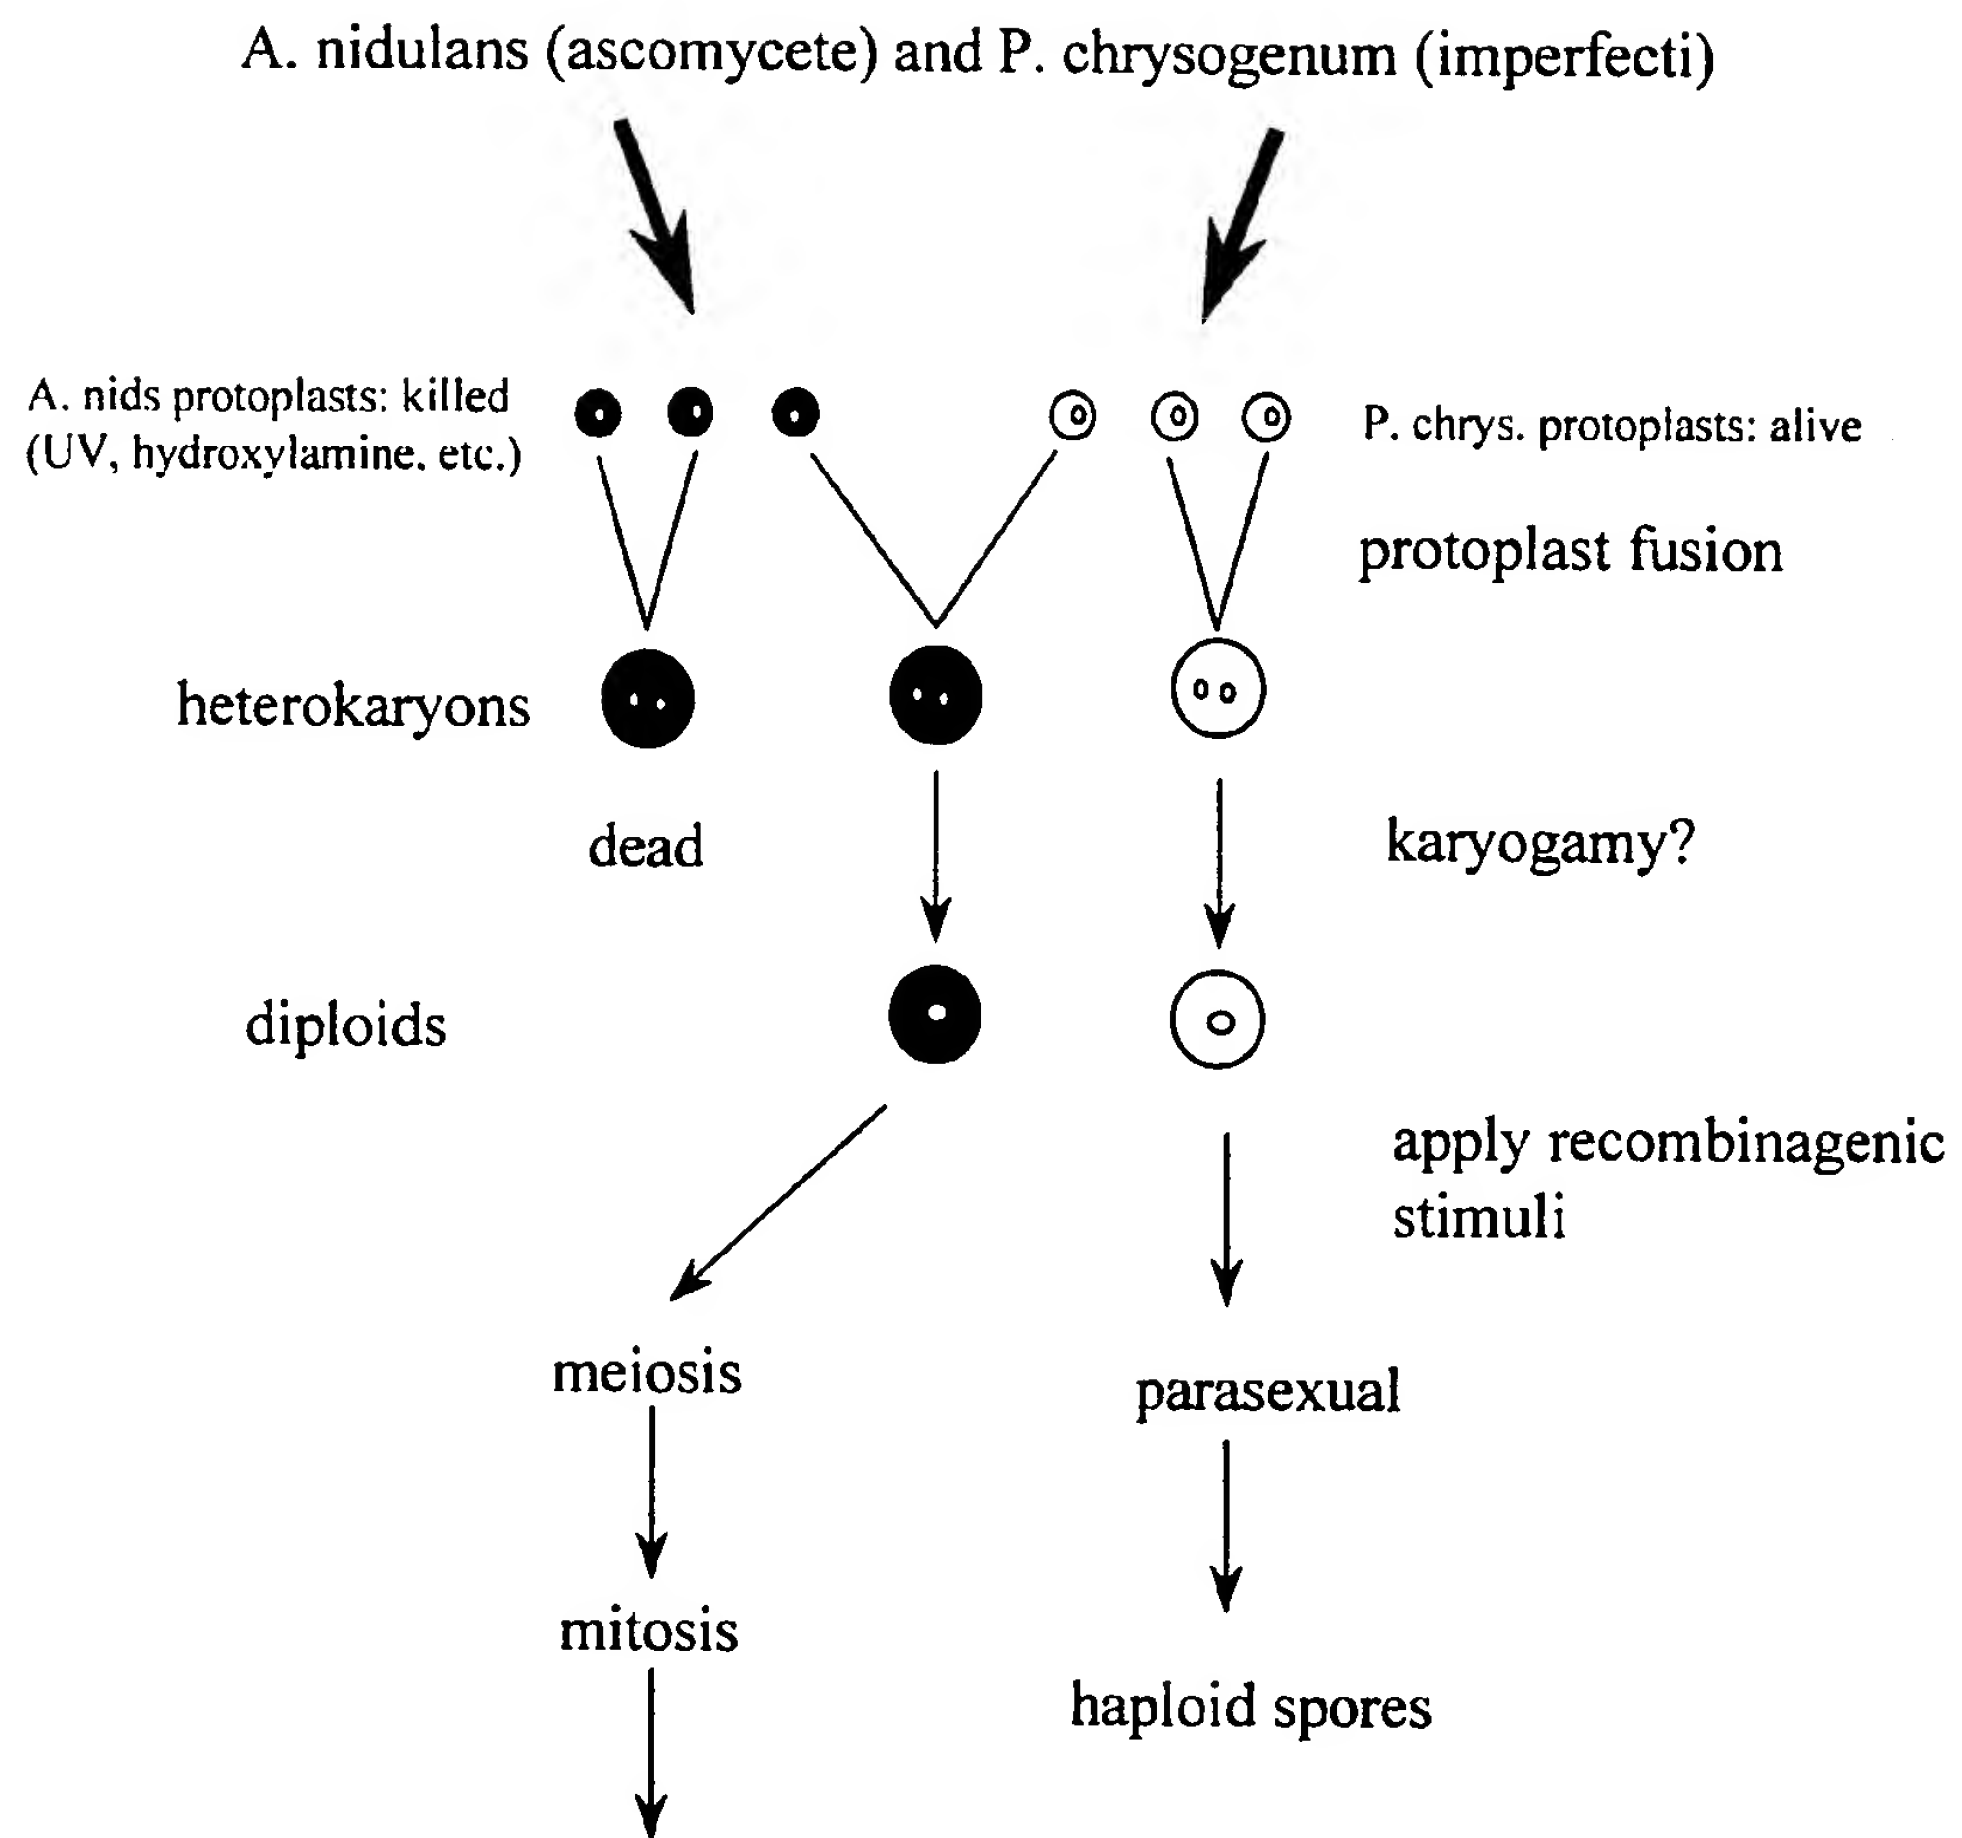 A. nidulans (ascomycete) and P. chrysogenum (imperfecti)
A. nids protoplasts: killed
(UV, hydroxylamine. etc.)
P. chrys. protoplasts: alive
protoplast fusion
heterokaryons
dead
karyogamy?
diploids
apply recombinagenic
stimuli
meiosis
parasexual
mitosis
haploid spores